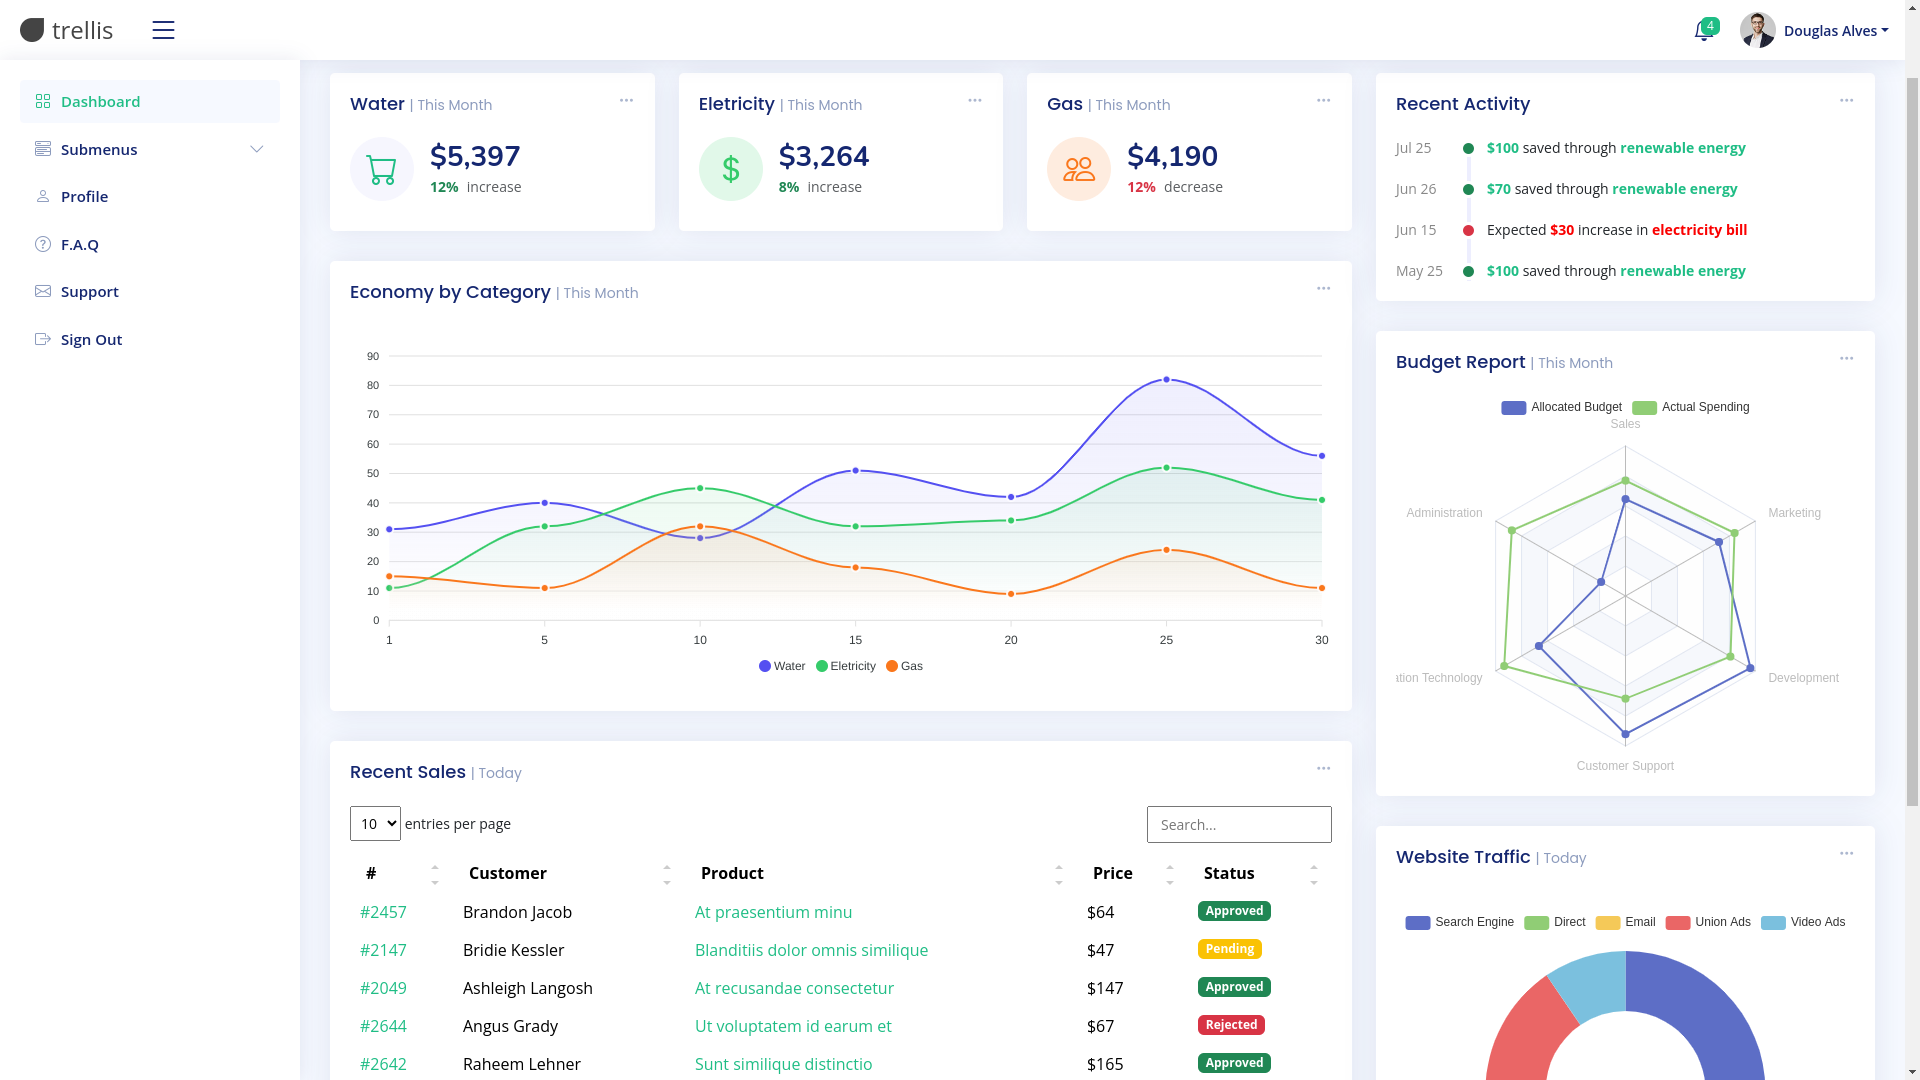 trellis
4
Douglas Alves
Dashboard
Submenus
Profile
F.A.Q
Support
Sign Out
Water | This Month
$5,397
12% increase
Eletricity | This Month
$3,264
8% increase
Gas | This Month
$4,190
12% decrease
Economy by Category | This Month
90
80
70
60
50
40
30
20
10
0
1 5 10 15 20 25 30
Water Eletricity Gas
Recent Sales | Today
10 entries per page
Search...
# Customer Product Price Status
#2457 Brandon Jacob At praesentium minu $64 Approved
#2147 Bridie Kessler Blanditiis dolor omnis similique $47 Pending
#2049 Ashleigh Langosh At recusandae consectetur $147 Approved
#2644 Angus Grady Ut voluptatem id earum et $67 Rejected
#2642 Raheem Lehner Sunt similique distinctio $165 Approved
Recent Activity
Jul 25 $100 saved through renewable energy
Jun 26 $70 saved through renewable energy
Jun 15 Expected $30 increase in electricity bill
May 25 $100 saved through renewable energy
Budget Report | This Month
Allocated Budget Actual Spending
Sales
Administration Marketing
ation Technology Development
Customer Support
Website Traffic | Today
Search Engine Direct Email Union Ads Video Ads